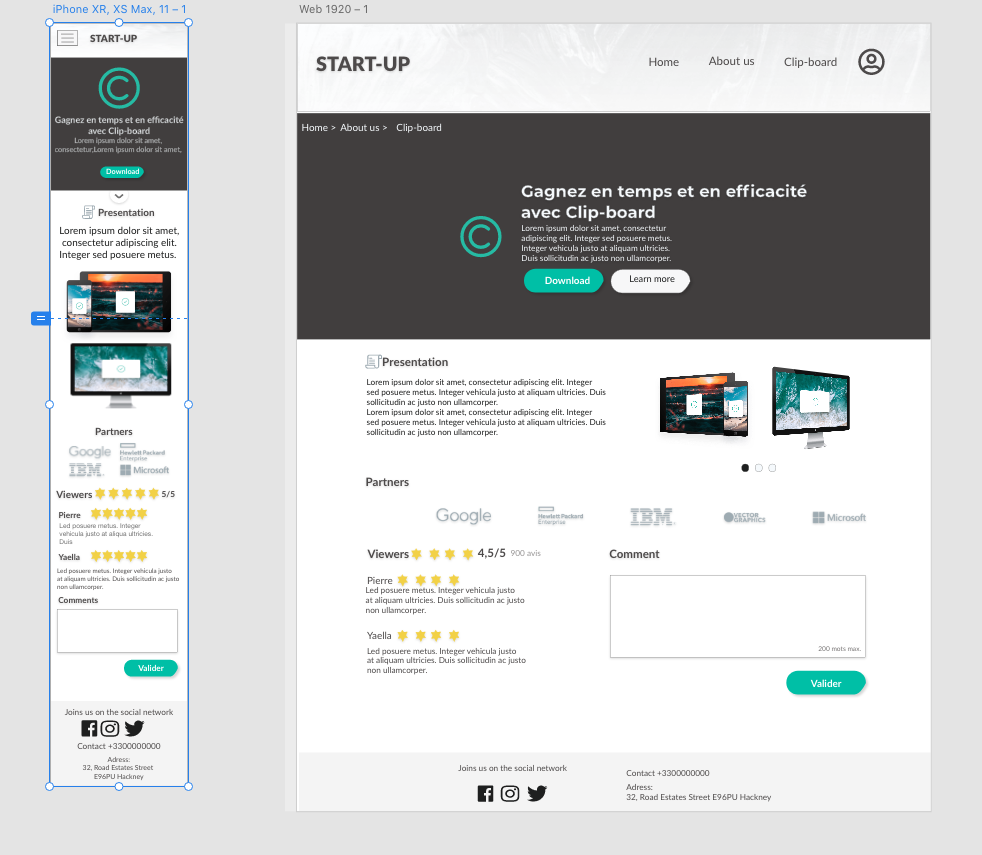 iPhone XR, XS Max, 11 – 1
START-UP
Gagnez en temps et en efficacité
avec Clip-board
Lorem ipsum dolor sit amet,
consectetur,Lorem ipsum dolor sit amet,
Download
Presentation
Lorem ipsum dolor sit amet,
consectetur adipiscing elit.
Integer sed posuere metus.
Partners
Google
Hewlett Packard
Enterprise
IBM
Microsoft
Viewers 5/5
Pierre
Led posuere metus. Integer
vehicula justo at aliqua ultricies.
Duis
Yaella
Led posuere metus. Integer vehicula justo
at aliquam ultricies. Duis sollicitudin ac justo
non ullamcorper.
Comments
Valider
Joins us on the social network
Contact +3300000000
Adress:
32, Road Estates Street
E96PU Hackney
Web 1920 – 1
START-UP
Home
About us
Clip-board
Home > About us > Clip-board
Gagnez en temps et en efficacité
avec Clip-board
Lorem ipsum dolor sit amet, consectetur
adipiscing elit. Integer sed posuere metus.
Integer vehicula justo at aliquam ultricies.
Duis sollicitudin ac justo non ullamcorper.
Download
Learn more
Presentation
Lorem ipsum dolor sit amet, consectetur adipiscing elit. Integer
sed posuere metus. Integer vehicula justo at aliquam ultricies. Duis
sollicitudin ac justo non ullamcorper.
Lorem ipsum dolor sit amet, consectetur adipiscing elit. Integer
sed posuere metus. Integer vehicula justo at aliquam ultricies. Duis
sollicitudin ac justo non ullamcorper.
Partners
Google
Hewlett Packard
Enterprise
IBM
VECTOR
GRAPHICS
Microsoft
Viewers 4,5/5 900 avis
Pierre
Led posuere metus. Integer vehicula justo
at aliquam ultricies. Duis sollicitudin ac justo
non ullamcorper.
Yaella
Led posuere metus. Integer vehicula justo
at aliquam ultricies. Duis sollicitudin ac justo
non ullamcorper.
Comment
200 mots max.
Valider
Joins us on the social network
Contact +3300000000
Adress:
32, Road Estates Street E96PU Hackney